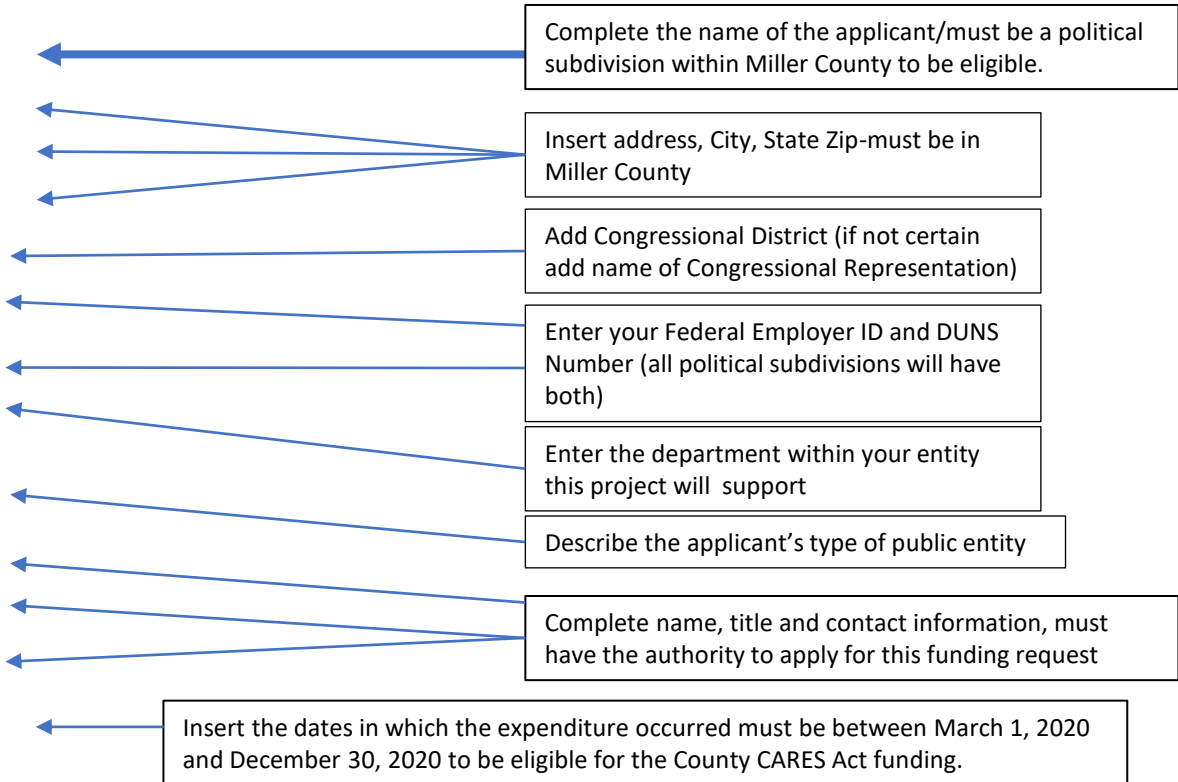 Complete the name of the applicant/must be a political
subdivision within Miller County to be eligible.
Insert address, City, State Zip-must be in
Miller County
Add Congressional District (if not certain
add name of Congressional Representation)
Enter your Federal Employer ID and DUNS
Number (all political subdivisions will have
both)
Enter the department within your entity
this project will  support
Describe the applicant’s type of public entity
Complete name, title and contact information, must
have the authority to apply for this funding request
Insert the dates in which the expenditure occurred must be between March 1, 2020
and December 30, 2020 to be eligible for the County CARES Act funding.